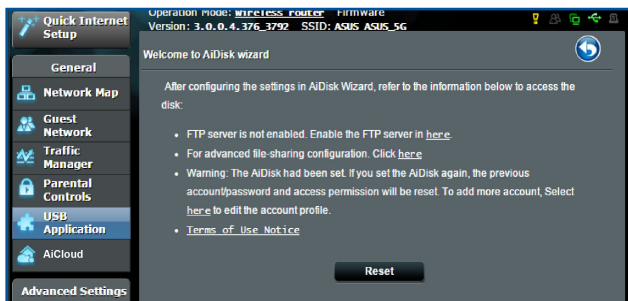 Quick Internet
Setup
General
Network Map
Guest
Network
Traffic
Manager
Parental
Controls
USB
Application
AiCloud
Advanced Settings
Operation Mode: Wireless router Firmware
Version: 3.0.0.4.376_3792 SSID: ASUS ASUS_5G
Welcome to AiDisk wizard
After configuring the settings in AiDisk Wizard, refer to the information below to access the
disk:
• FTP server is not enabled. Enable the FTP server in here.
• For advanced file-sharing configuration. Click here
• Warning: The AiDisk had been set. If you set the AiDisk again, the previous
account/password and access permission will be reset. To add more account, Select
here to edit the account profile.
• Terms of Use Notice
Reset